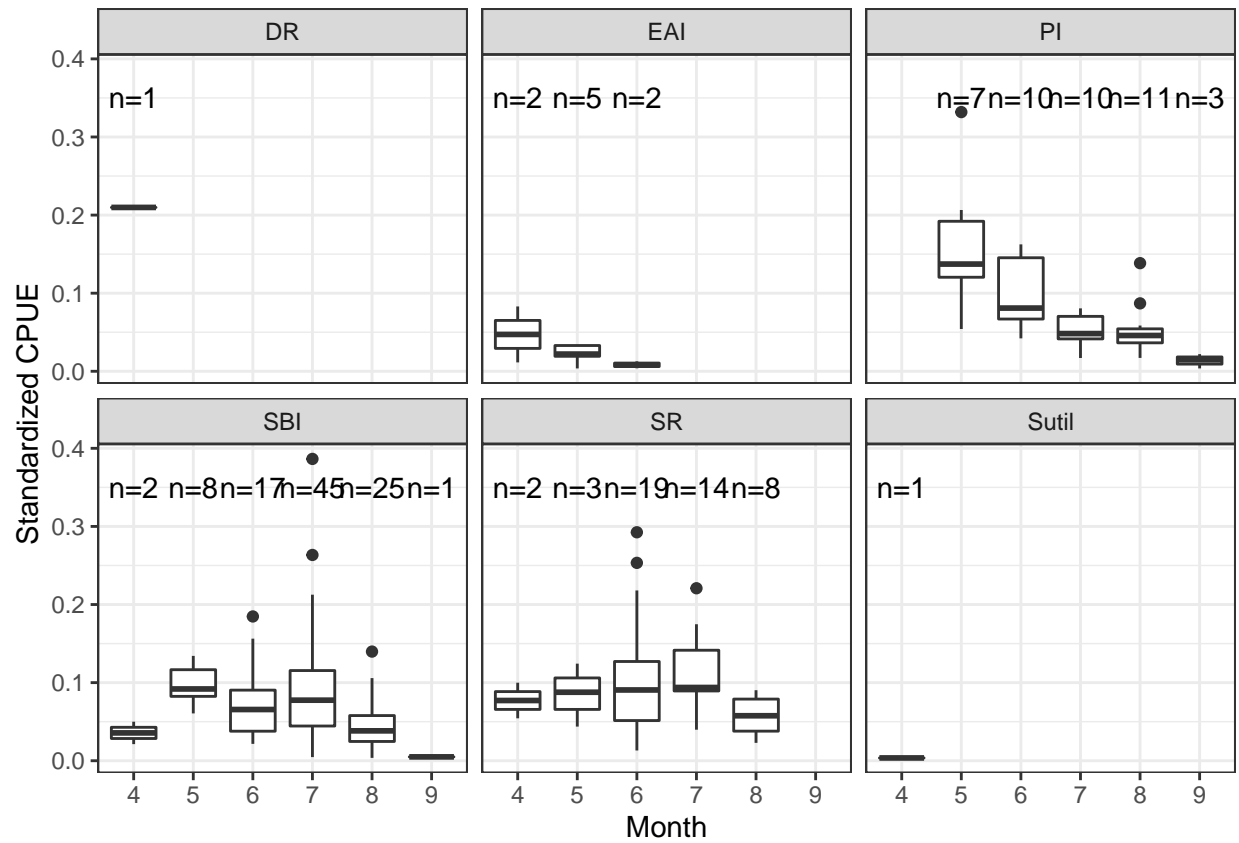 DR EAI PI
0.4
n=1 n=2 n=5 n=2 n=7 n=10 n=10 n=11 n=3
0.3
0.2
0.1
0.0
Standardized CPUE
SBI SR Sutil
0.4
n=2 n=8 n=17 n=45 n=25 n=1 n=2 n=3 n=19 n=14 n=8 n=1
0.3
0.2
0.1
0.0
4 5 6 7 8 9 4 5 6 7 8 9 4 5 6 7 8 9
Month